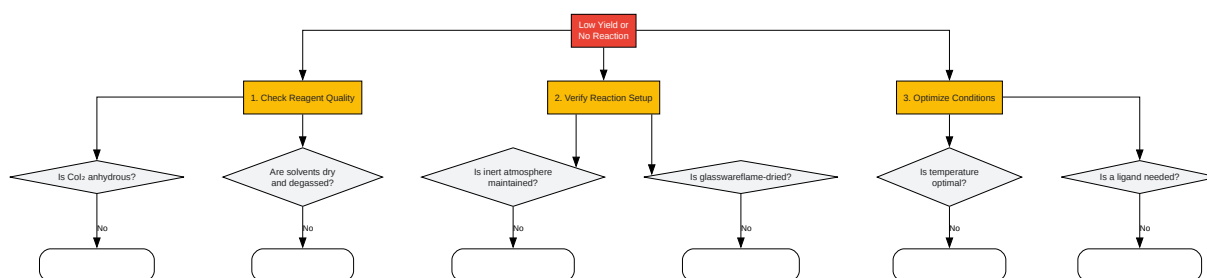 Low Yield or
No Reaction
1. Check Reagent Quality
2. Verify Reaction Setup
3. Optimize Conditions
Is CoI₂ anhydrous?
Are solvents dry
and degassed?
Is inert atmosphere
maintained?
Is glasswareflame-dried?
Is temperature
optimal?
Is a ligand needed?
No
No
No
No
No
No